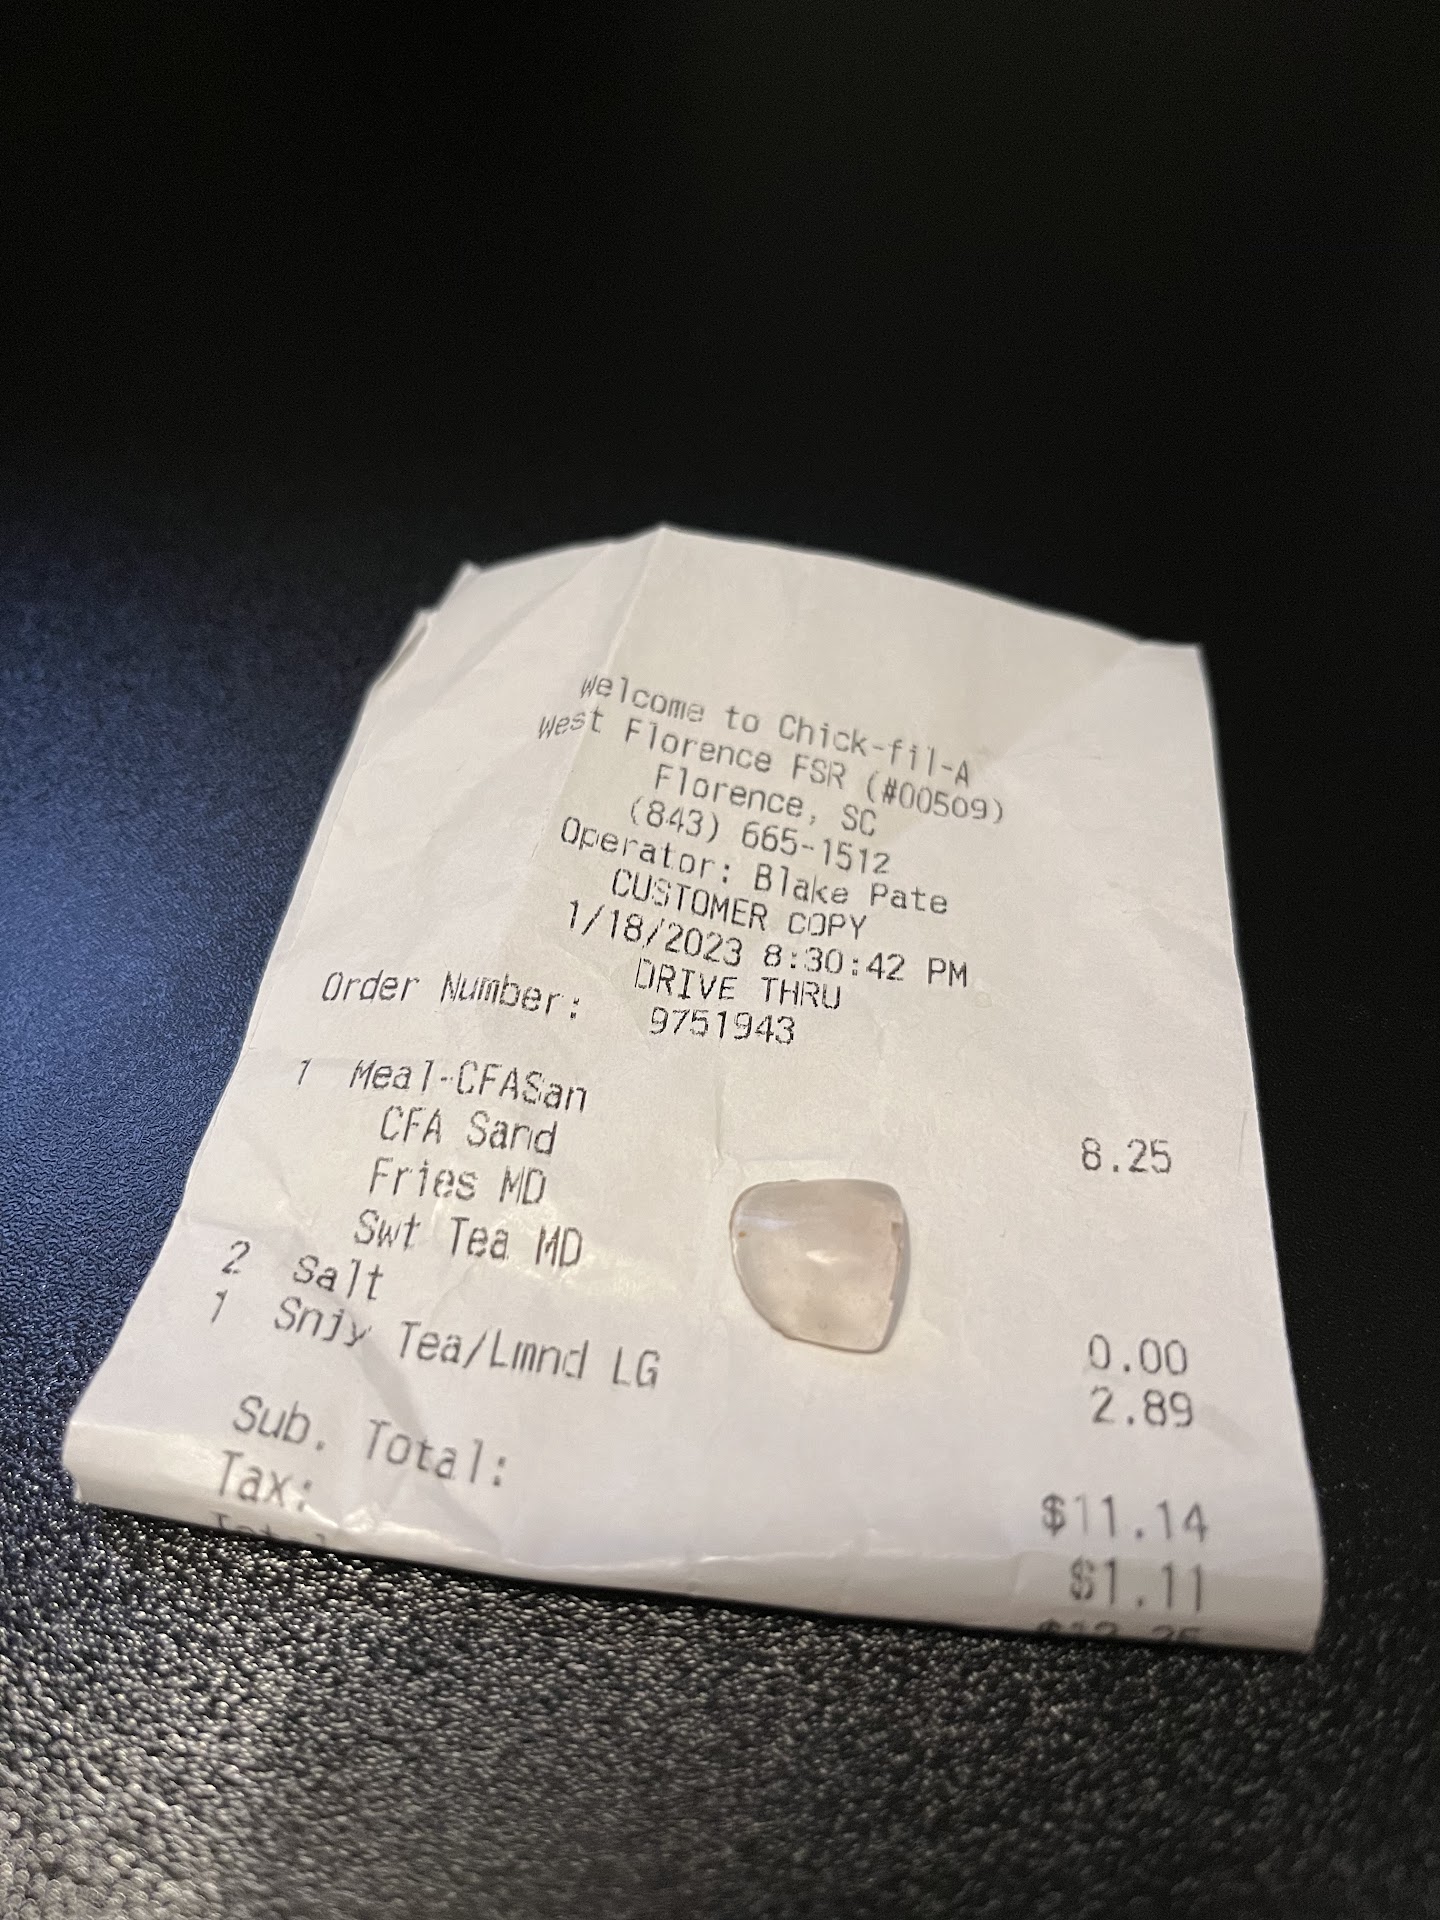 Welcome to Chick-fil-A
West Florence FSR (#00509)
Florence, SC
(843) 665-1512
Operator: Blake Pate
CUSTOMER COPY
1/18/2023 8:30:42 PM
DRIVE THRU
Order Number: 9751943
1 Meal-CFASan 8.25
CFA Sand
Fries MD
Swt Tea MD
2 Salt 0.00
1 Snjy Tea/Lmnd LG 2.89
Sub. Total: $11.14
Tax: $1.11